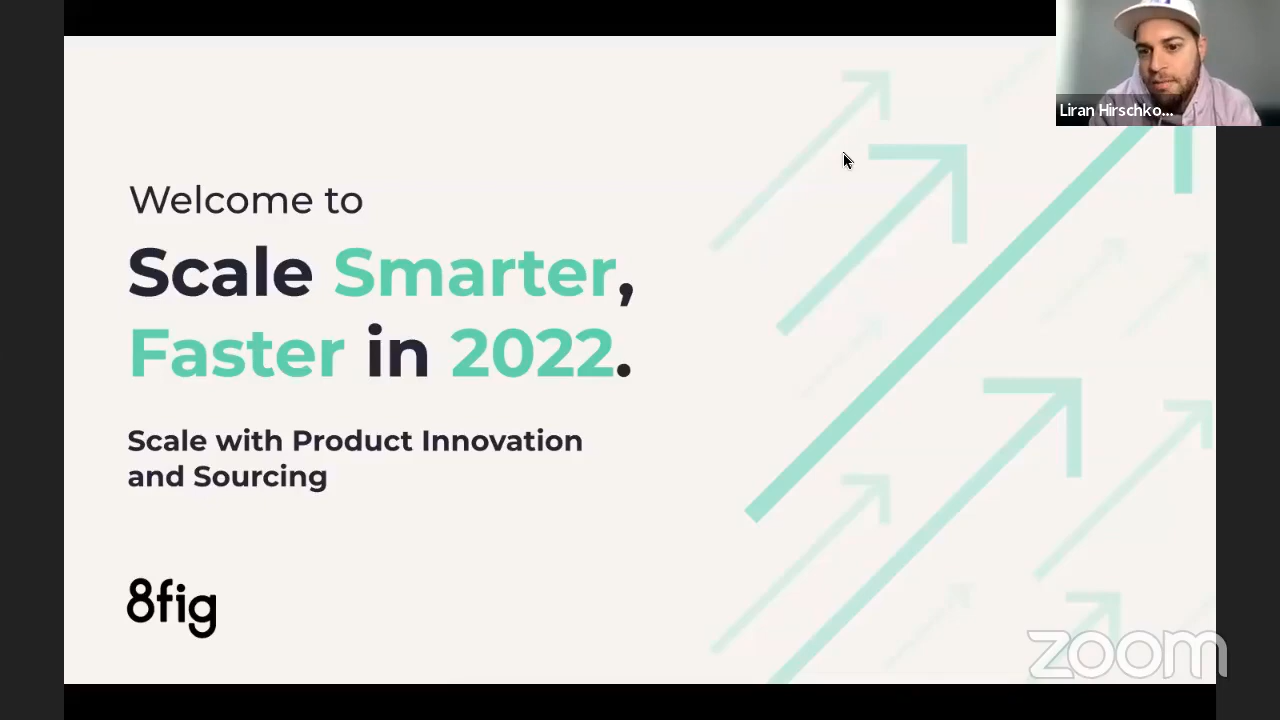 Liran Hirschko...
Welcome to
Scale Smarter,
Faster in 2022.
Scale with Product Innovation
and Sourcing
8fig
zoom